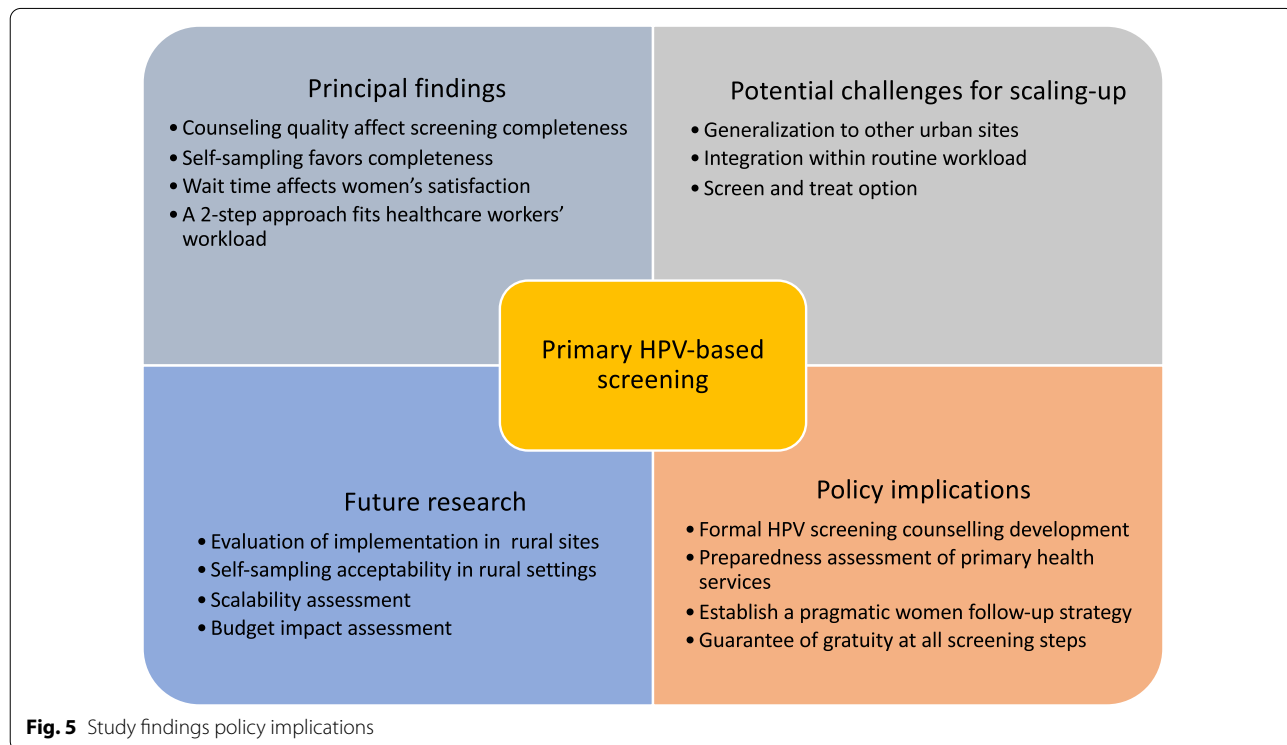 Principal findings
• Counseling quality affect screening completeness
• Self-sampling favors completeness
• Wait time affects women's satisfaction
• A 2-step approach fits healthcare workers'
workload
Potential challenges for scaling-up
• Generalization to other urban sites
• Integration within routine workload
• Screen and treat option
Primary HPV-based
screening
Future research
• Evaluation of implementation in rural sites
• Self-sampling acceptability in rural settings
• Scalability assessment
• Budget impact assessment
Policy implications
• Formal HPV screening counselling development
• Preparedness assessment of primary health
services
• Establish a pragmatic women follow-up strategy
• Guarantee of gratuity at all screening steps
Fig. 5 Study findings policy implications